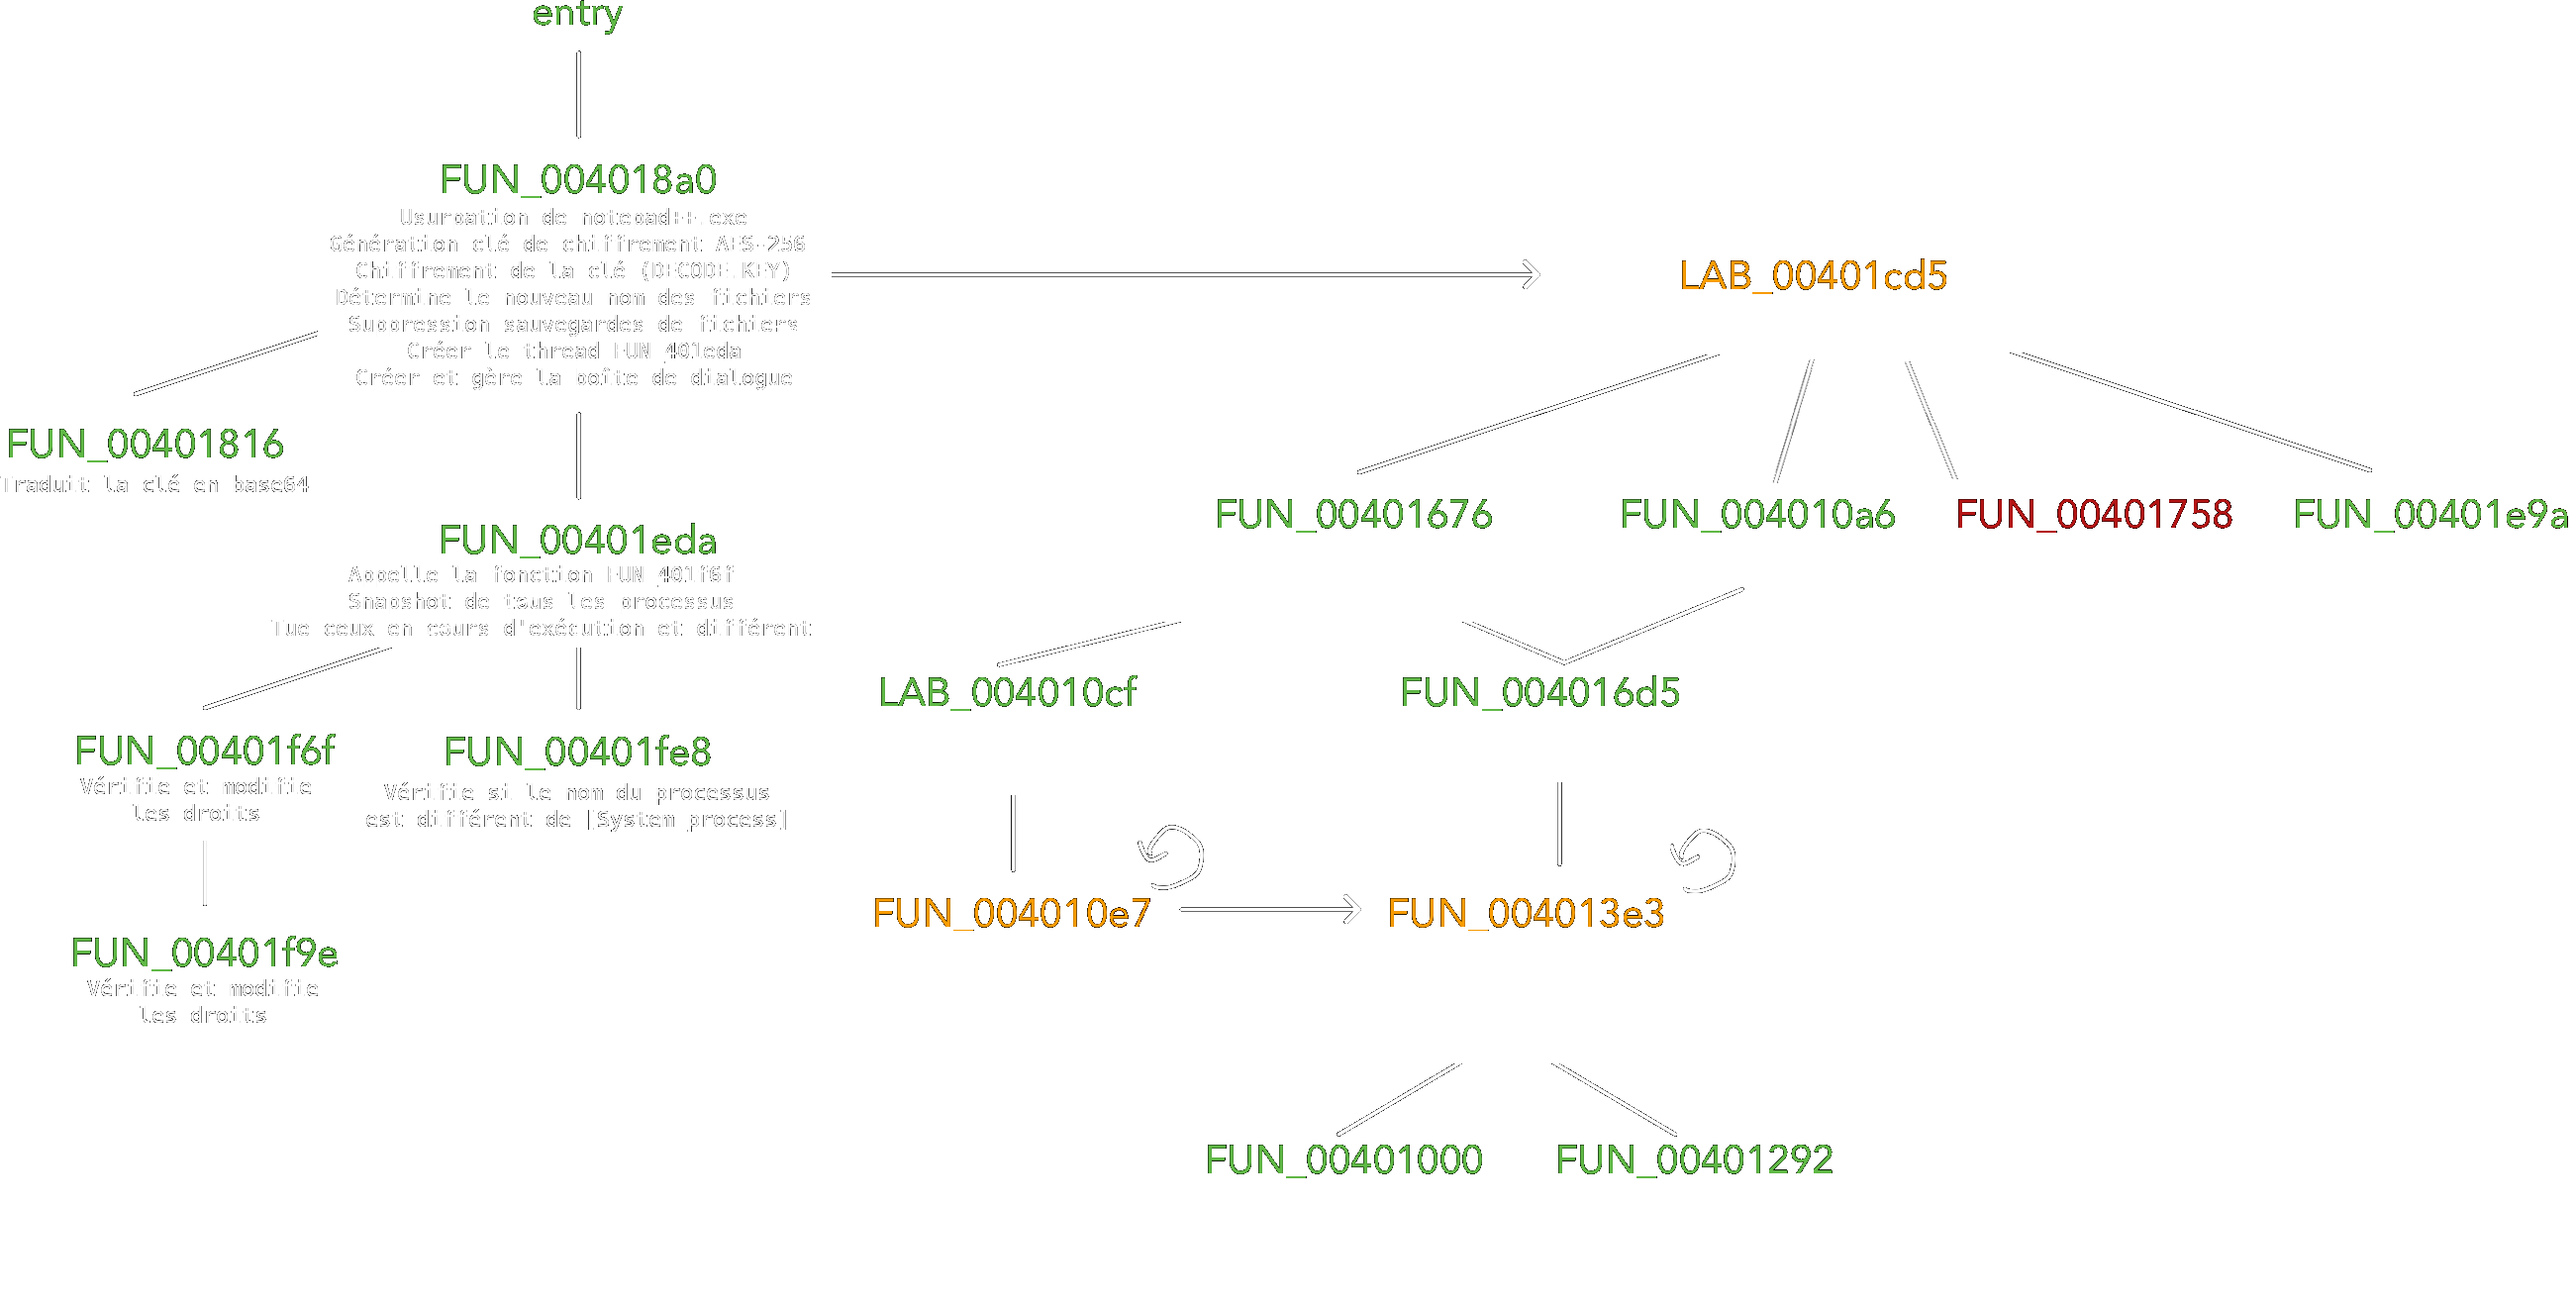 entry
FUN_004018a0
Usurpation de notepad++.exe
Génération clé de chiffrement AES-256
Chiffrement de la clé (DECODE.KEY)
Détermine le nouveau nom des fichiers
Suppression sauvegardes de fichiers
Créer le thread FUN_401eda
Créer et gère la boîte de dialogue
LAB_00401cd5
FUN_00401816
Traduit la clé en base64
FUN_00401eda
Appelle la fonction FUN_401f6f
Snapshot de tous les processus
Tue ceux en cours d'exécution et différent
FUN_00401676
FUN_004010a6
FUN_00401758
FUN_00401e9a
LAB_004010cf
FUN_004016d5
FUN_00401f6f
Vérifie et modifie
les droits
FUN_00401fe8
Vérifie si le nom du processus
est différent de [System process]
FUN_004010e7
FUN_004013e3
FUN_00401f9e
Vérifie et modifie
les droits
FUN_00401000
FUN_00401292